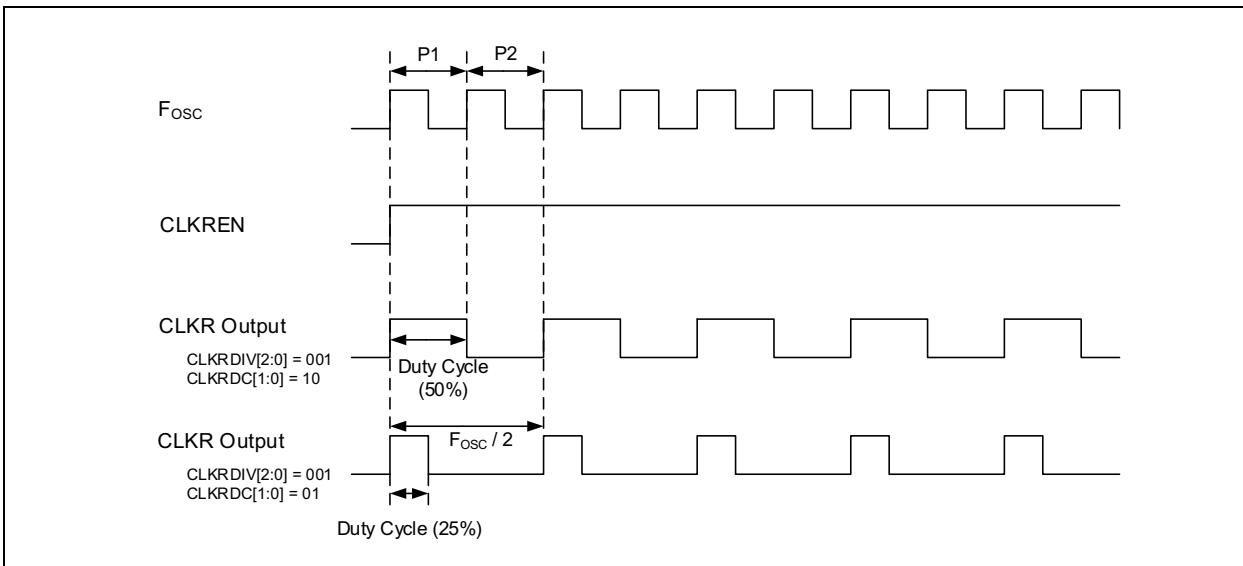 P1 P2
FOSC
CLKREN
CLKR Output
CLKRDIV[2:0] = 001
CLKRDC[1:0] = 10
Duty Cycle
(50%)
FOSC / 2
CLKR Output
CLKRDIV[2:0] = 001
CLKRDC[1:0] = 01
Duty Cycle (25%)